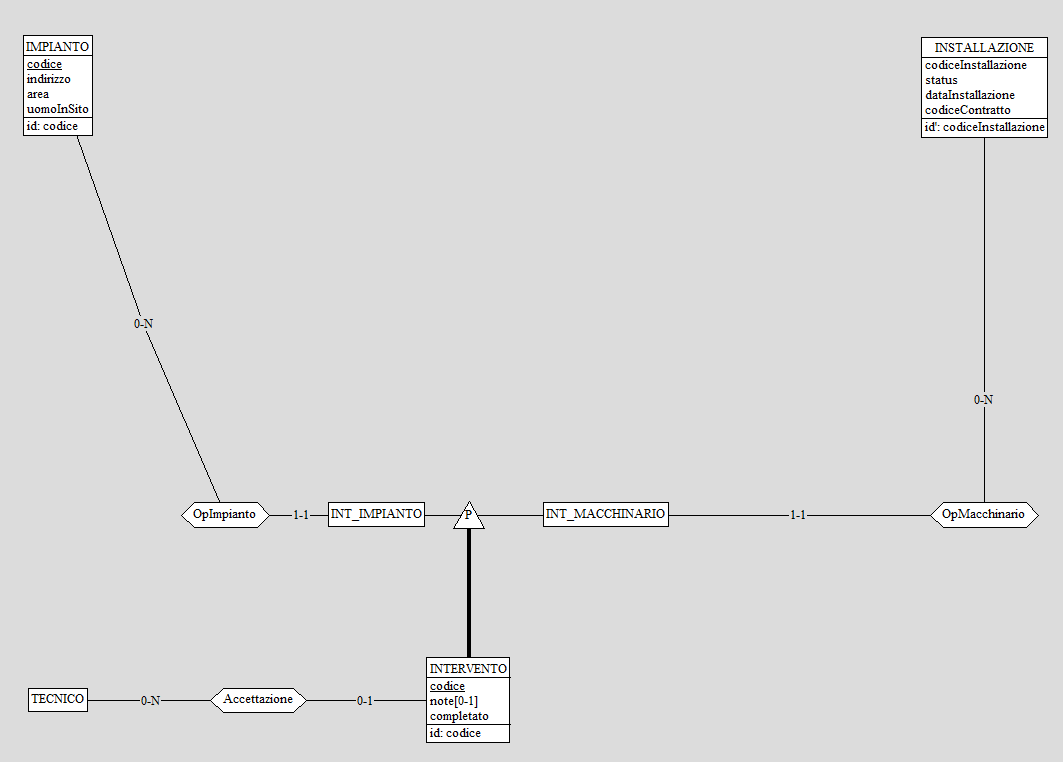 IMPIANTO
codice
indirizzo
area
uomoInSito
id: codice
INSTALLAZIONE
codiceInstallazione
status
dataInstallazione
codiceContratto
id': codiceInstallazione
0-N
0-N
OpImpianto
1-1
INT_IMPIANTO
P
INT_MACCHINARIO
1-1
OpMacchinario
TECNICO
0-N
Accettazione
0-1
INTERVENTO
codice
note[0-1]
completato
id: codice